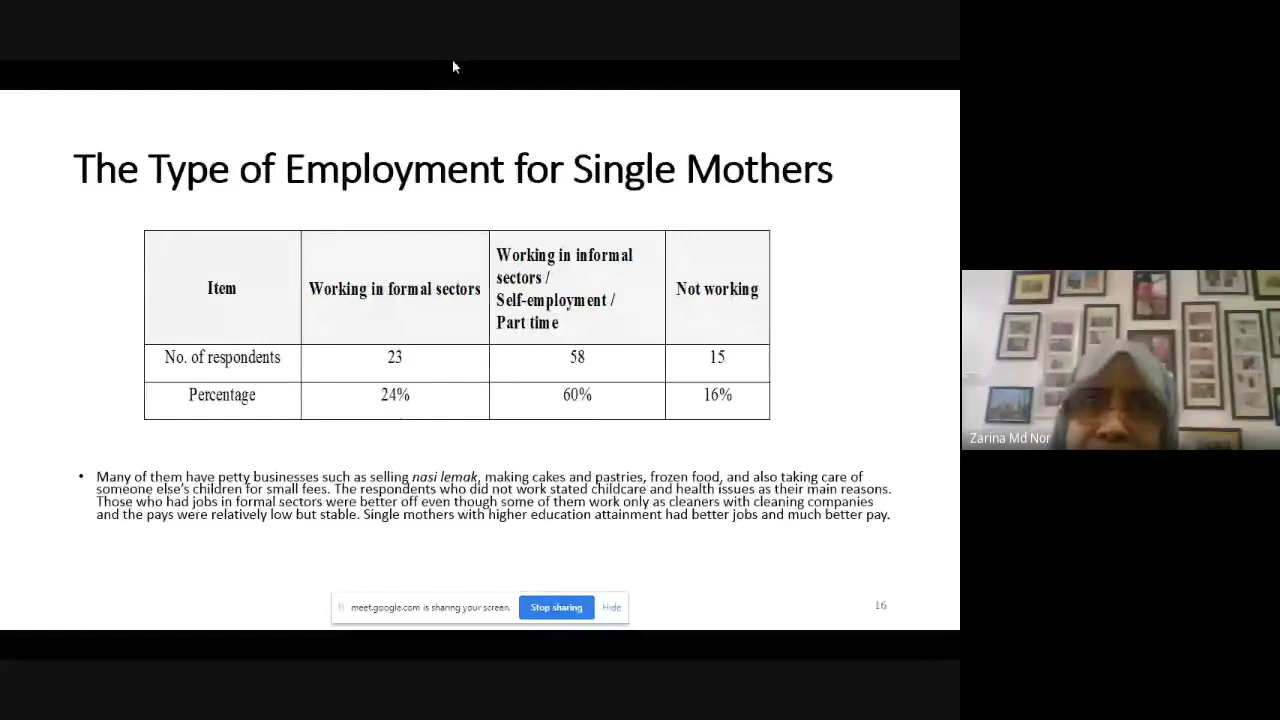 The Type of Employment for Single Mothers
Item
Working in formal sectors
Working in informal
sectors /
Self-employment /
Part time
Not working
No. of respondents
23
58
15
Percentage
24%
60%
16%
• Many of them have petty businesses such as selling nasi lemak, making cakes and pastries, frozen food, and also taking care of
someone else's children for small fees. The respondents who did not work stated childcare and health issues as their main reasons.
Those who had jobs in formal sectors were better off even though some of them work only as cleaners with cleaning companies
and the pays were relatively low but stable. Single mothers with higher education attainment had better jobs and much better pay.
Zarina Md Nor
meet.google.com is sharing your screen.
Stop sharing
Hide
16